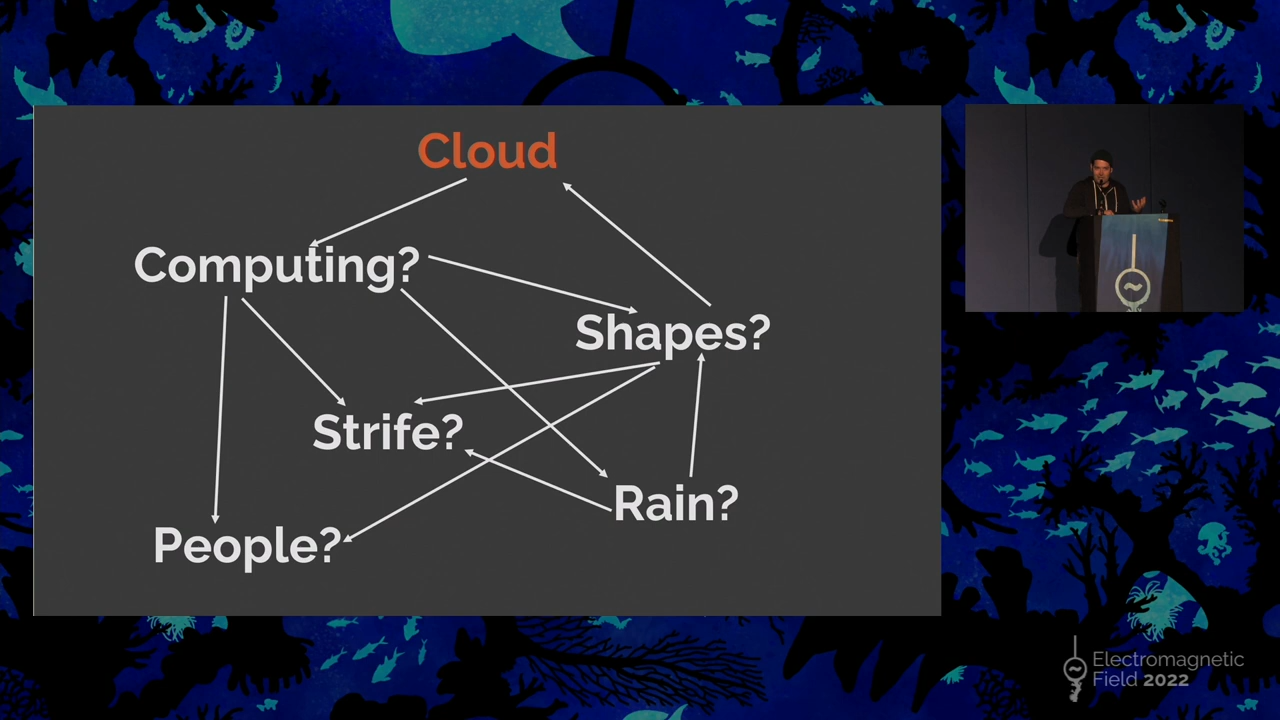 Cloud
Computing?
Shapes?
Strife?
Rain?
People?
Electromagnetic
Field 2022